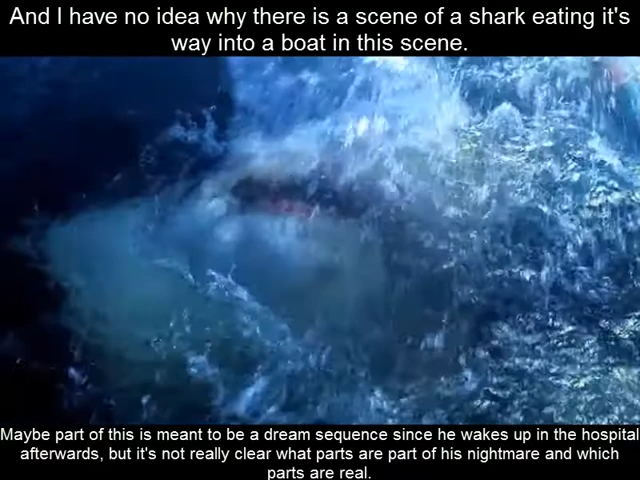 And I have no idea why there is a scene of a shark eating it's
way into a boat in this scene.
Maybe part of this is meant to be a dream sequence since he wakes up in the hospital
afterwards, but it's not really clear what parts are part of his nightmare and which
parts are real.